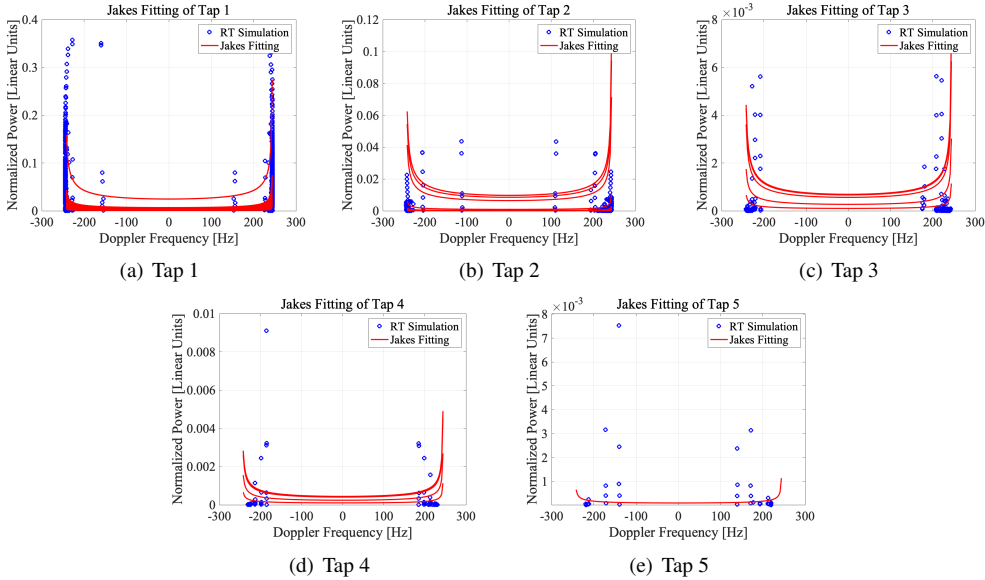 Jakes Fitting of Tap 1
Normalized Power [Linear Units]
0.4
0.3
0.2
0.1
0
-300 -200 -100 0 100 200 300
Doppler Frequency [Hz]
RT Simulation
Jakes Fitting
(a) Tap 1
Jakes Fitting of Tap 2
Normalized Power [Linear Units]
0.12
0.1
0.08
0.06
0.04
0.02
0
-300 -200 -100 0 100 200 300
Doppler Frequency [Hz]
RT Simulation
Jakes Fitting
(b) Tap 2
Jakes Fitting of Tap 3
×10⁻³
Normalized Power [Linear Units]
8
6
4
2
0
-300 -200 -100 0 100 200 300
Doppler Frequency [Hz]
RT Simulation
Jakes Fitting
(c) Tap 3
Jakes Fitting of Tap 4
Normalized Power [Linear Units]
0.01
0.008
0.006
0.004
0.002
0
-300 -200 -100 0 100 200 300
Doppler Frequency [Hz]
RT Simulation
Jakes Fitting
(d) Tap 4
Jakes Fitting of Tap 5
×10⁻³
Normalized Power [Linear Units]
8
7
6
5
4
3
2
1
-300 -200 -100 0 100 200 300
Doppler Frequency [Hz]
RT Simulation
Jakes Fitting
(e) Tap 5